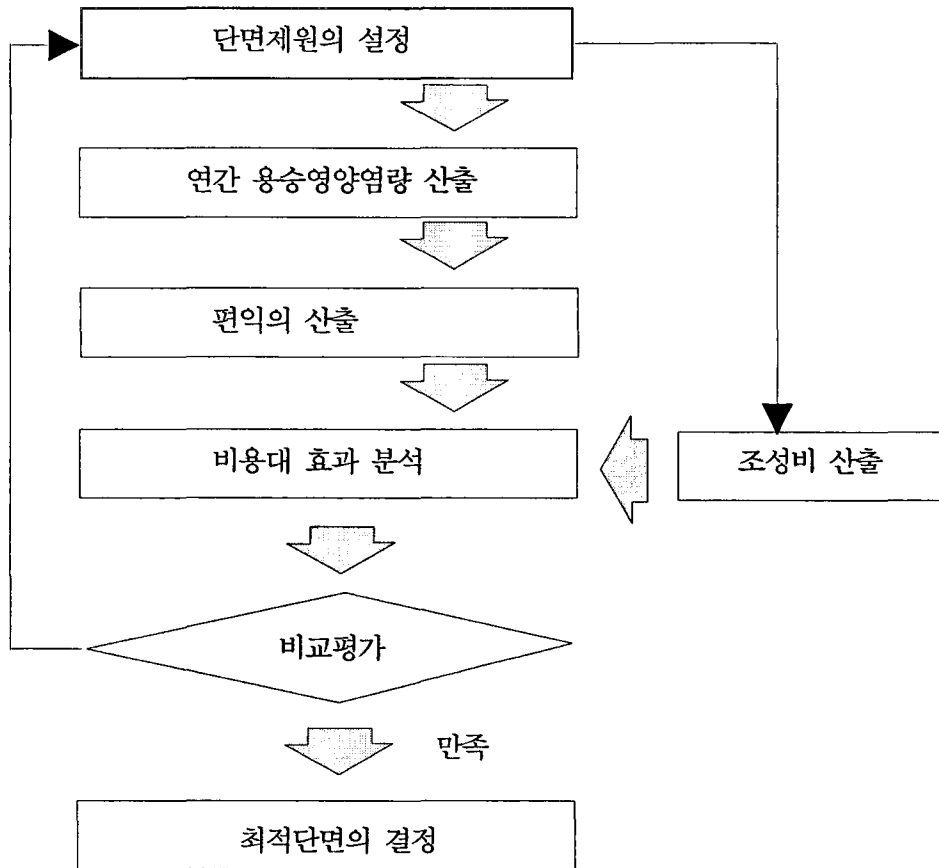 단면제원의 설정
연간 용승영양염량 산출
편익의 산출
비용대 효과 분석
조성비 산출
비교평가
만족
최적단면의 결정